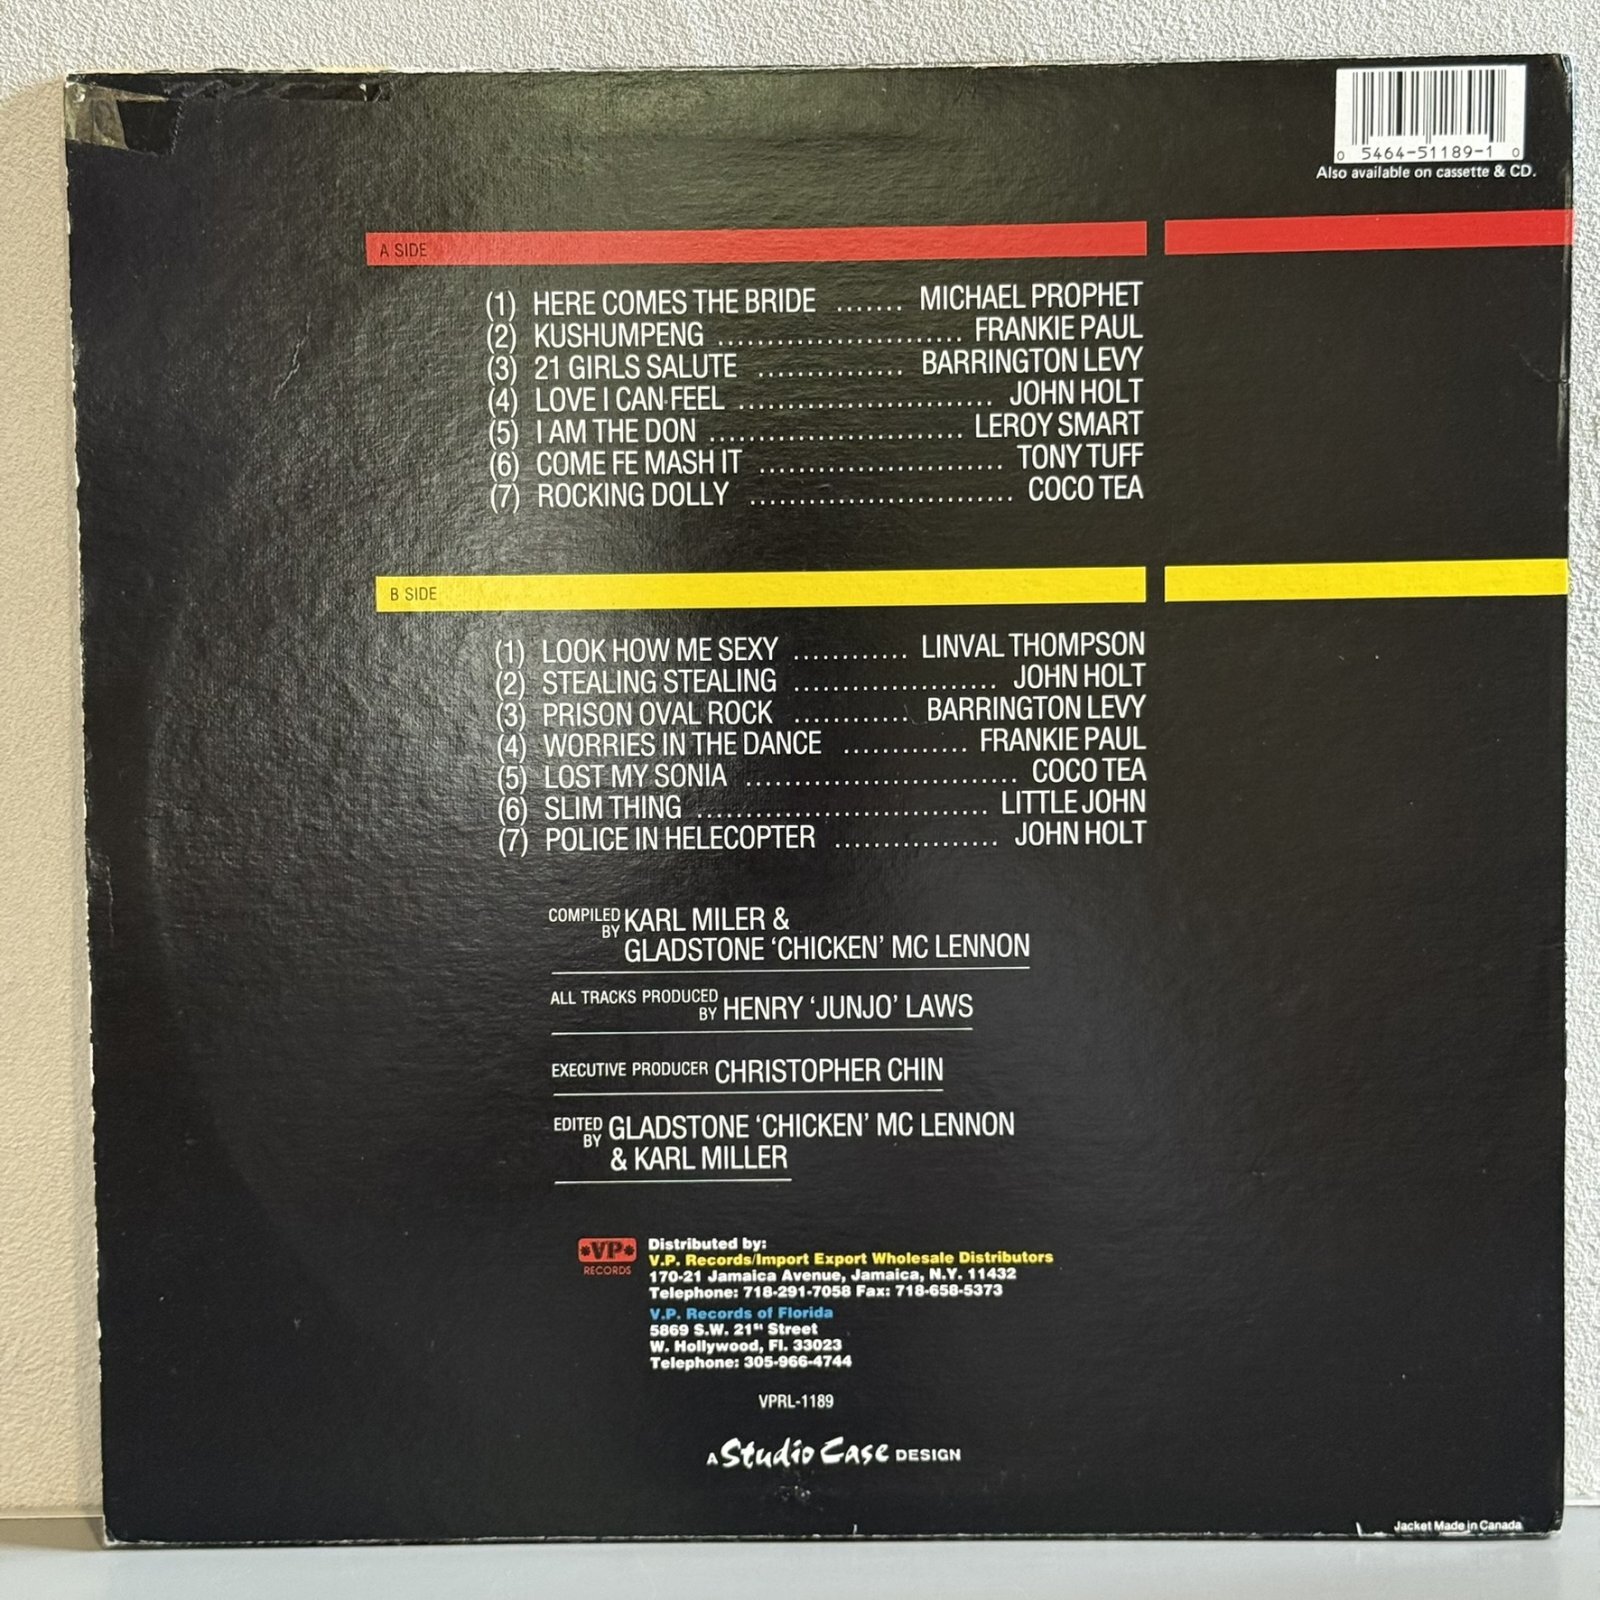 0 5464-51189-1 0
Also available on cassette & CD.
A SIDE
(1) HERE COMES THE BRIDE ....... MICHAEL PROPHET
(2) KUSHUMPENG ......................... FRANKIE PAUL
(3) 21 GIRLS SALUTE ............... BARRINGTON LEVY
(4) LOVE I CAN FEEL .......................... JOHN HOLT
(5) I AM THE DON .......................... LEROY SMART
(6) COME FE MASH IT ......................... TONY TUFF
(7) ROCKING DOLLY ........................... COCO TEA
B SIDE
(1) LOOK HOW ME SEXY ............ LINVAL THOMPSON
(2) STEALING STEALING ..................... JOHN HOLT
(3) PRISON OVAL ROCK ............ BARRINGTON LEVY
(4) WORRIES IN THE DANCE ............. FRANKIE PAUL
(5) LOST MY SONIA ............................ COCO TEA
(6) SLIM THING .............................. LITTLE JOHN
(7) POLICE IN HELECOPTER ................. JOHN HOLT
COMPILED BY KARL MILER &
GLADSTONE ‘CHICKEN’ MC LENNON
ALL TRACKS PRODUCED BY HENRY ‘JUNJO’ LAWS
EXECUTIVE PRODUCER CHRISTOPHER CHIN
EDITED BY GLADSTONE ‘CHICKEN’ MC LENNON
& KARL MILLER
VP
RECORDS
Distributed by:
V.P. Records/Import Export Wholesale Distributors
170-21 Jamaica Avenue, Jamaica, N.Y. 11432
Telephone: 718-291-7058 Fax: 718-658-5373
V.P. Records of Florida
5869 S.W. 21st Street
W. Hollywood, Fl. 33023
Telephone: 305-966-4744
VPRL-1189
A Studio Case DESIGN
Jacket Made in Canada